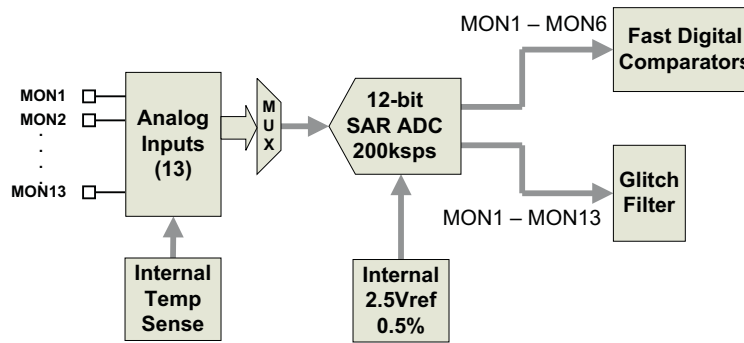 MON1 – MON6
Fast Digital
Comparators
MON1
MON2
.
.
.
.
MON13
Analog
Inputs
(13)
M
U
X
12-bit
SAR ADC
200ksps
Glitch
Filter
MON1 – MON13
Internal
Temp
Sense
Internal
2.5Vref
0.5%